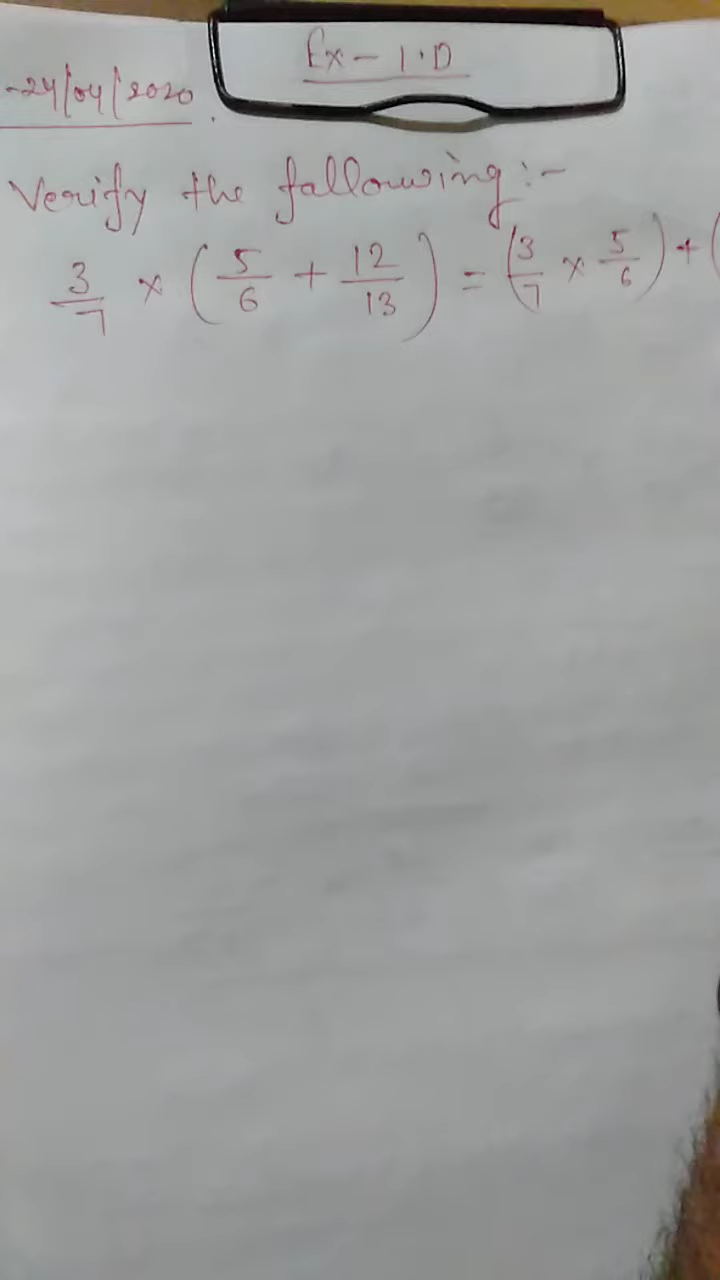 Ex - 1.D
-24/04/2020.
Verify the fallowing :-
3/7 × (5/6 + 12/13) = (3/7 × 5/6) + (